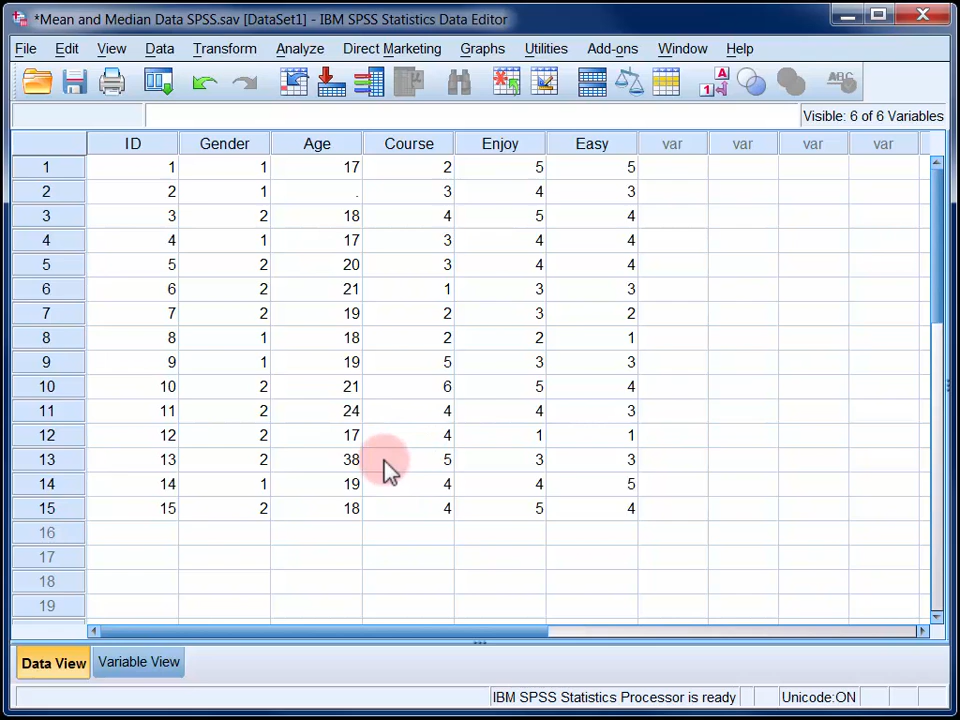 *Mean and Median Data SPSS.sav [DataSet1] - IBM SPSS Statistics Data Editor
File Edit View Data Transform Analyze Direct Marketing Graphs Utilities Add-ons Window Help
Visible: 6 of 6 Variables
ID Gender Age Course Enjoy Easy var var var var
1 1 1 17 2 5 5
2 2 1 . 3 4 3
3 3 2 18 4 5 4
4 4 1 17 3 4 4
5 5 2 20 3 4 4
6 6 2 21 1 3 3
7 7 2 19 2 3 2
8 8 1 18 2 2 1
9 9 1 19 5 3 3
10 10 2 21 6 5 4
11 11 2 24 4 4 3
12 12 2 17 4 1 1
13 13 2 38 5 3 3
14 14 1 19 4 4 5
15 15 2 18 4 5 4
16
17
18
19
Data View Variable View
IBM SPSS Statistics Processor is ready Unicode:ON